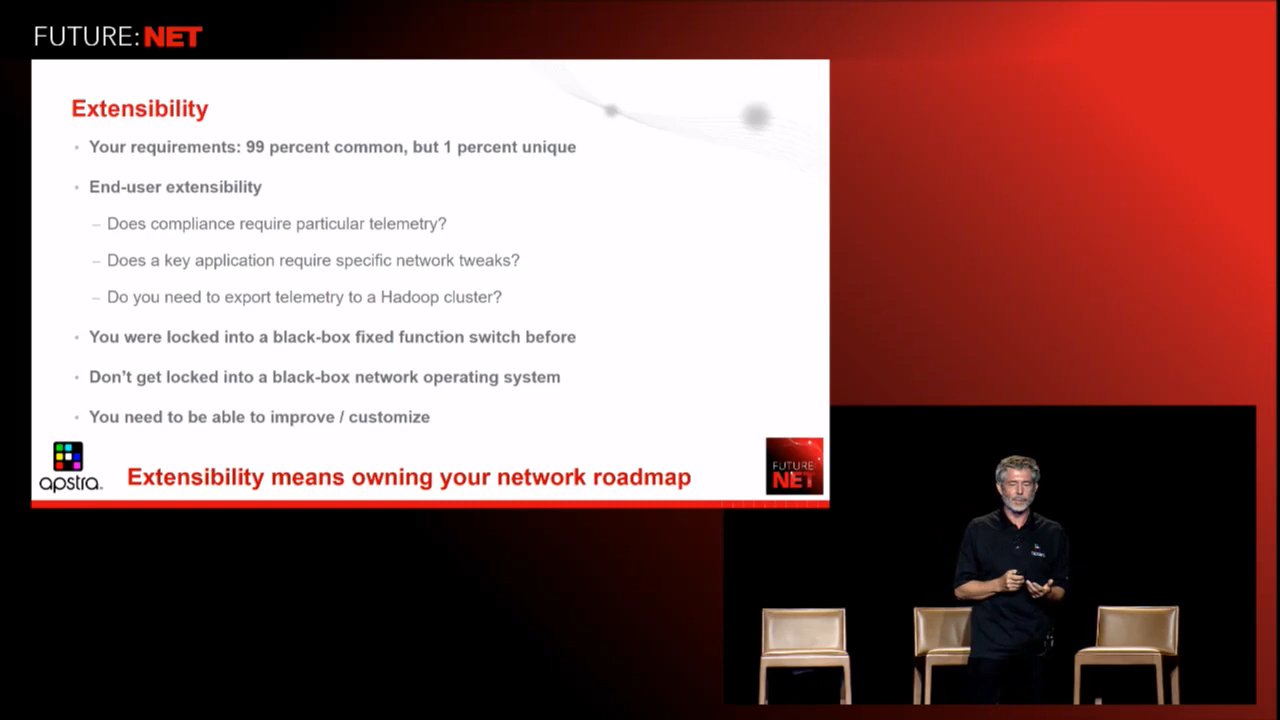 FUTURE:NET
Extensibility
• Your requirements: 99 percent common, but 1 percent unique
• End-user extensibility
– Does compliance require particular telemetry?
– Does a key application require specific network tweaks?
– Do you need to export telemetry to a Hadoop cluster?
• You were locked into a black-box fixed function switch before
• Don't get locked into a black-box network operating system
• You need to be able to improve / customize
apstra.
Extensibility means owning your network roadmap
FUTURE:
NET